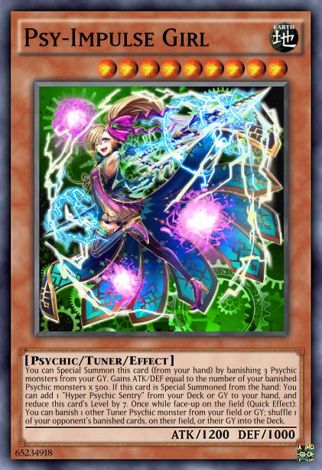 PSY-IMPULSE GIRL
EARTH
地
[PSYCHIC/TUNER/EFFECT]
You can Special Summon this card (from your hand) by banishing 3 Psychic
monsters from your GY. Gains ATK/DEF equal to the number of your banished
Psychic monsters x 500. If this card is Special Summoned from the hand: You
can add 1 "Hyper Psychic Sentry" from your Deck or GY to your hand, and
reduce this card's Level by 7. Once while face-up on the field (Quick Effect):
You can banish 1 other Tuner Psychic monster from your field or GY; shuffle 1
of your opponent's banished cards, on their field, or their GY into the Deck.
ATK/1200 DEF/1000
65234918